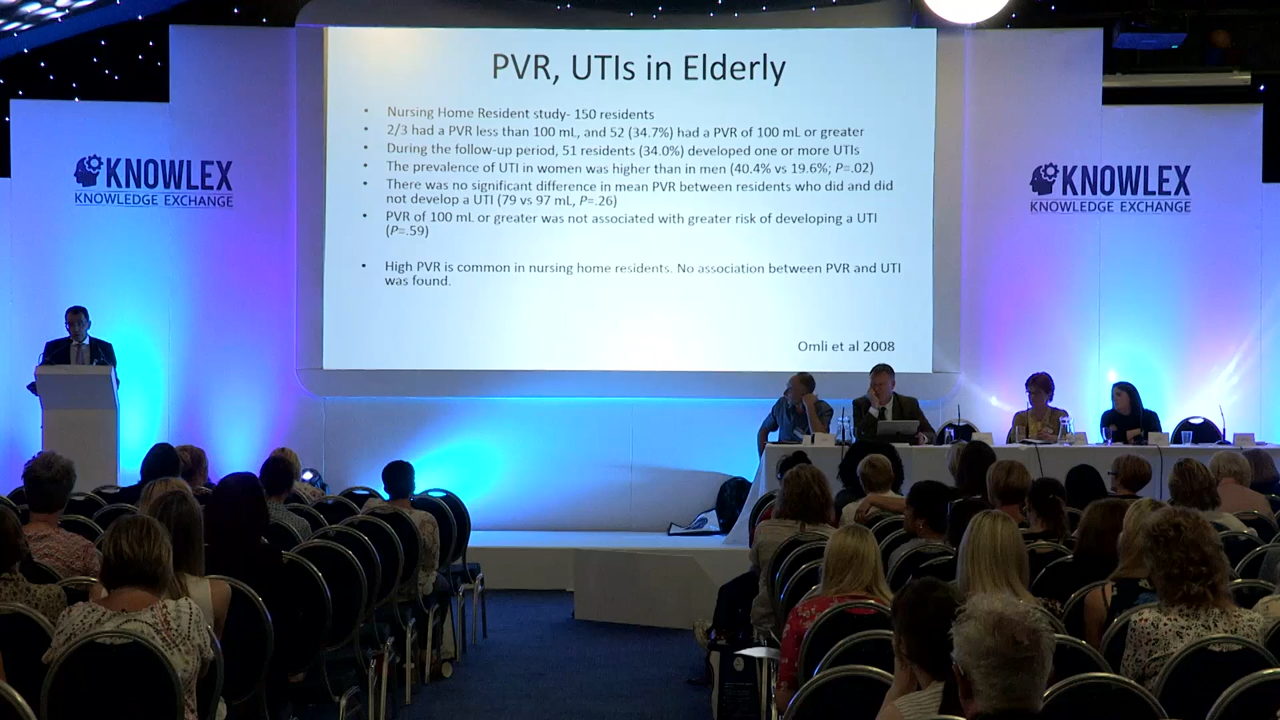 PVR, UTIs in Elderly
• Nursing Home Resident study- 150 residents
• 2/3 had a PVR less than 100 mL, and 52 (34.7%) had a PVR of 100 mL or greater
• During the follow-up period, 51 residents (34.0%) developed one or more UTIs
• The prevalence of UTI in women was higher than in men (40.4% vs 19.6%; P=.02)
• There was no significant difference in mean PVR between residents who did and did
not develop a UTI (79 vs 97 mL, P=.26)
• PVR of 100 mL or greater was not associated with greater risk of developing a UTI
(P=.59)
• High PVR is common in nursing home residents. No association between PVR and UTI
was found.
Omli et al 2008
KNOWLEX
KNOWLEDGE EXCHANGE
KNOWLEX
KNOWLEDGE EXCHANGE